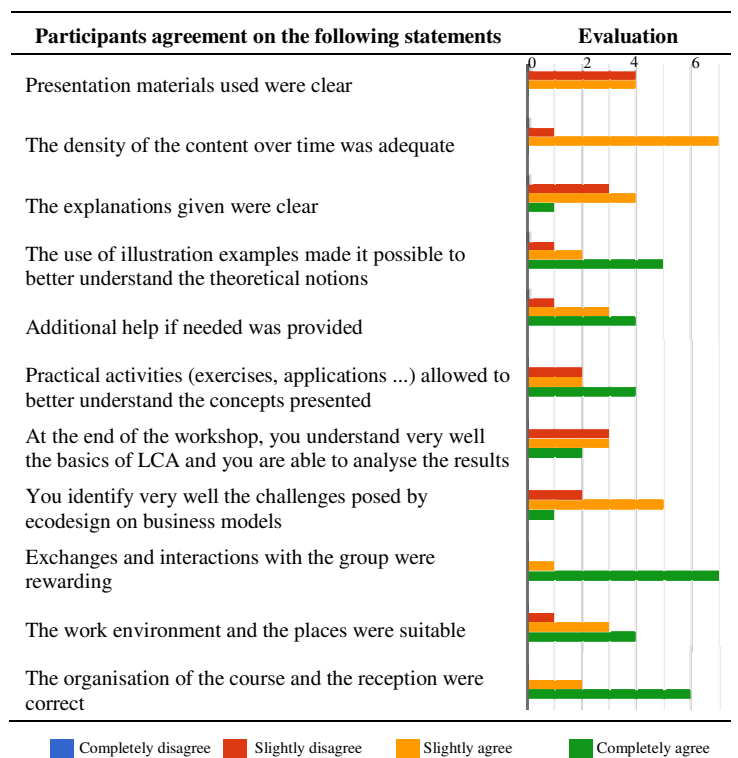 Participants agreement on the following statements Evaluation
0 2 4 6
Presentation materials used were clear
The density of the content over time was adequate
The explanations given were clear
The use of illustration examples made it possible to
better understand the theoretical notions
Additional help if needed was provided
Practical activities (exercises, applications ...) allowed to
better understand the concepts presented
At the end of the workshop, you understand very well
the basics of LCA and you are able to analyse the results
You identify very well the challenges posed by
ecodesign on business models
Exchanges and interactions with the group were
rewarding
The work environment and the places were suitable
The organisation of the course and the reception were
correct
Completely disagree Slightly disagree Slightly agree Completely agree